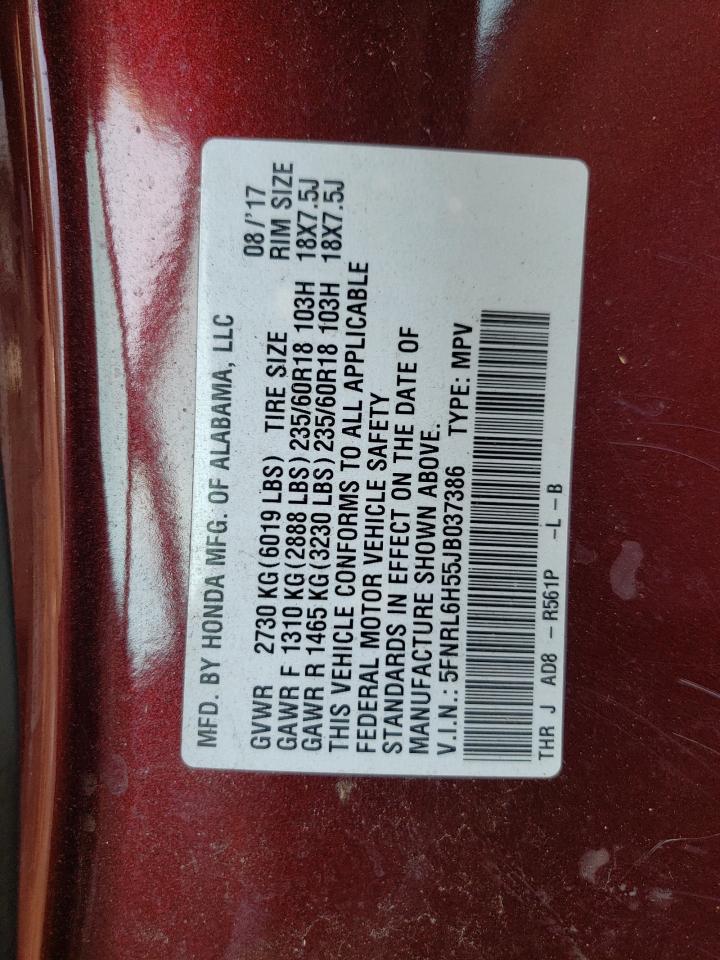 MFD. BY HONDA MFG. OF ALABAMA, LLC 08/'17
GVWR 2730 KG(6019 LBS) TIRE SIZE RIM SIZE
GAWR F 1310 KG(2888 LBS)235/60R18 103H 18X7.5J
GAWR R 1465 KG(3230 LBS)235/60R18 103H 18X7.5J
THIS VEHICLE CONFORMS TO ALL APPLICABLE
FEDERAL MOTOR VEHICLE SAFETY
STANDARDS IN EFFECT ON THE DATE OF
MANUFACTURE SHOWN ABOVE.
V.I.N.: 5FNRL6H55JB037386 TYPE: MPV
THR J AD8 - R561P - L - B